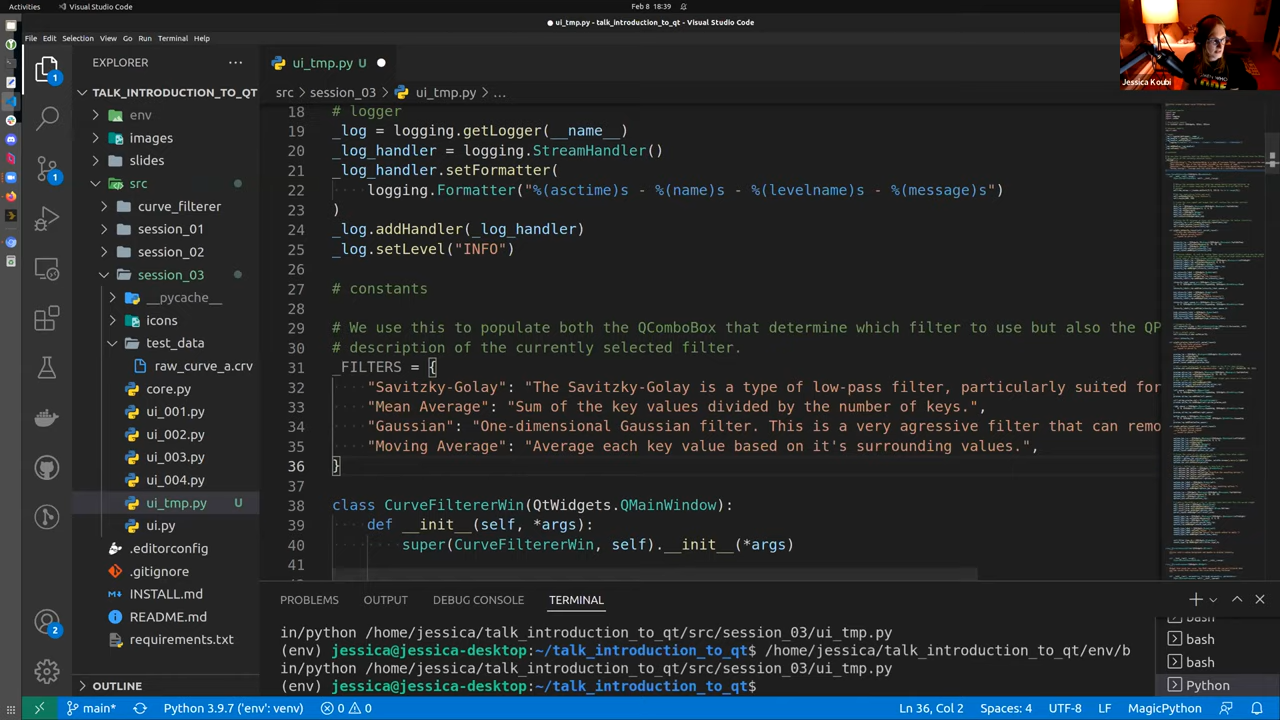 Activities
Visual Studio Code
Feb 8 18:39
ui_tmp.py - talk_introduction_to_qt - Visual Studio Code
File Edit Selection View Go Run Terminal Help
Jessica Koubi
EXPLORER
TALK_INTRODUCTION_TO_QT
env
images
slides
src
curve_filterer
session_01
session_02
session_03
__pycache__
icons
test_data
raw_curve_a.crv
core.py
ui_001.py
ui_002.py
ui_003.py
ui_004.py
ui_tmp.py U
ui.py
.editorconfig
.gitignore
INSTALL.md
README.md
requirements.txt
OUTLINE
ui_tmp.py U
src > session_03 > ui_tmp.py > ...
18 # logger
19 _log = logging.getLogger(__name__)
20 _log_handler = logging.StreamHandler()
21 _log_handler.
22 logging.Formatter("%(asctime)s - %(name)s - %(levelname)s - %(message)s")
23
24 _log.addHandler(_log_handler)
25 _log.setLevel("INFO")
26
27 # constants
28
29 # We use this to populate both the QComboBox that determine which filter to use but also the QP
30 # description of the currently selected filter.
31 FILTERS = {
32 "Savitzky-Golay": "The Savitzky-Golay is a type of low-pass filter, particularly suited for
33 "Mean Average": "Sum of the key values divided by the number of keys.",
34 "Gaussian": "One-dimensional Gaussian filter. This is a very aggressive filter that can remo
35 "Moving Average": "Average each key value based on it's surrounding values.",
36 }
37
38 class CurveFilterer(QtWidgets.QMainWindow):
39 def __init__(self, *args):
40 super(CurveFilterer, self).__init__(*args)
41
PROBLEMS OUTPUT DEBUG CONSOLE TERMINAL
in/python /home/jessica/talk_introduction_to_qt/src/session_03/ui_tmp.py
(env) jessica@jessica-desktop:~/talk_introduction_to_qt$ /home/jessica/talk_introduction_to_qt/env/b
in/python /home/jessica/talk_introduction_to_qt/src/session_03/ui_tmp.py
(env) jessica@jessica-desktop:~/talk_introduction_to_qt$
bash
bash
bash
Python
main* Python 3.9.7 ('env': venv) 0 0 Ln 36, Col 2 Spaces: 4 UTF-8 LF MagicPython